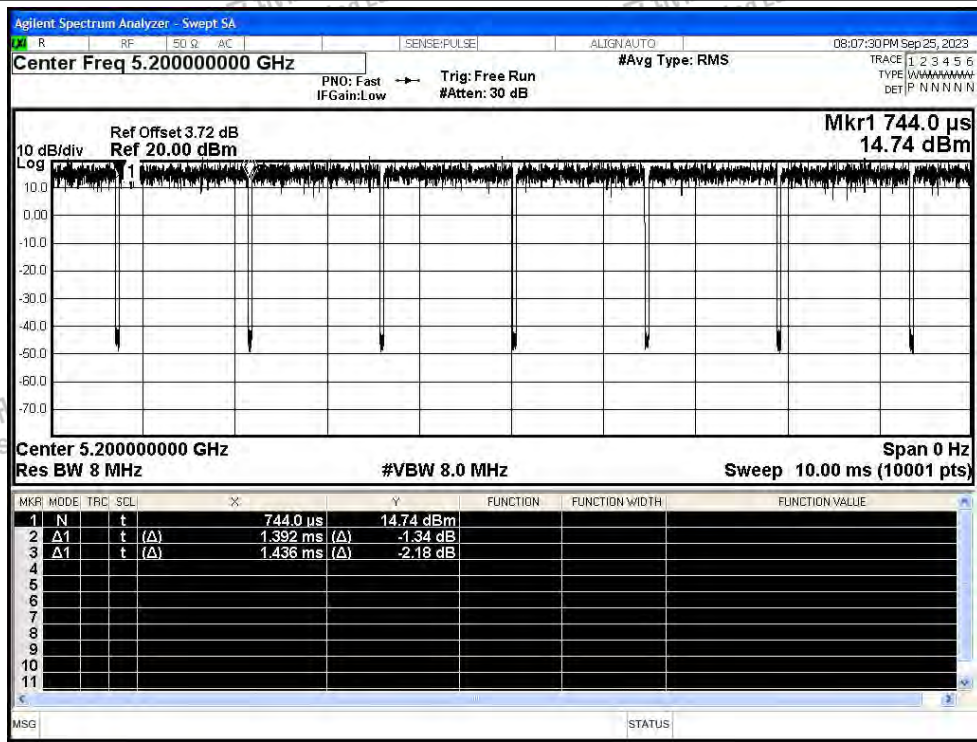 Agilent Spectrum Analyzer - Swept SA
LXI R RF 50 Ω AC SENSE:PULSE ALIGN AUTO 08:07:30 PM Sep 25, 2023
Center Freq 5.200000000 GHz #Avg Type: RMS TRACE 1 2 3 4 5 6
PNO: Fast Trig: Free Run TYPE WWWWWW
IFGain:Low #Atten: 30 dB DET P N N N N N
Mkr1 744.0 µs
Ref Offset 3.72 dB
10 dB/div Ref 20.00 dBm 14.74 dBm
Log
1
10.0
0.00
-10.0
-20.0
-30.0
-40.0
-50.0
-60.0
-70.0
Center 5.200000000 GHz Span 0 Hz
Res BW 8 MHz #VBW 8.0 MHz Sweep 10.00 ms (10001 pts)
MKR MODE TRC SCL X Y FUNCTION FUNCTION WIDTH FUNCTION VALUE
1 N t 744.0 µs 14.74 dBm
2 Δ1 t (Δ) 1.392 ms (Δ) -1.34 dB
3 Δ1 t (Δ) 1.436 ms (Δ) -2.18 dB
4
5
6
7
8
9
10
11
MSG STATUS